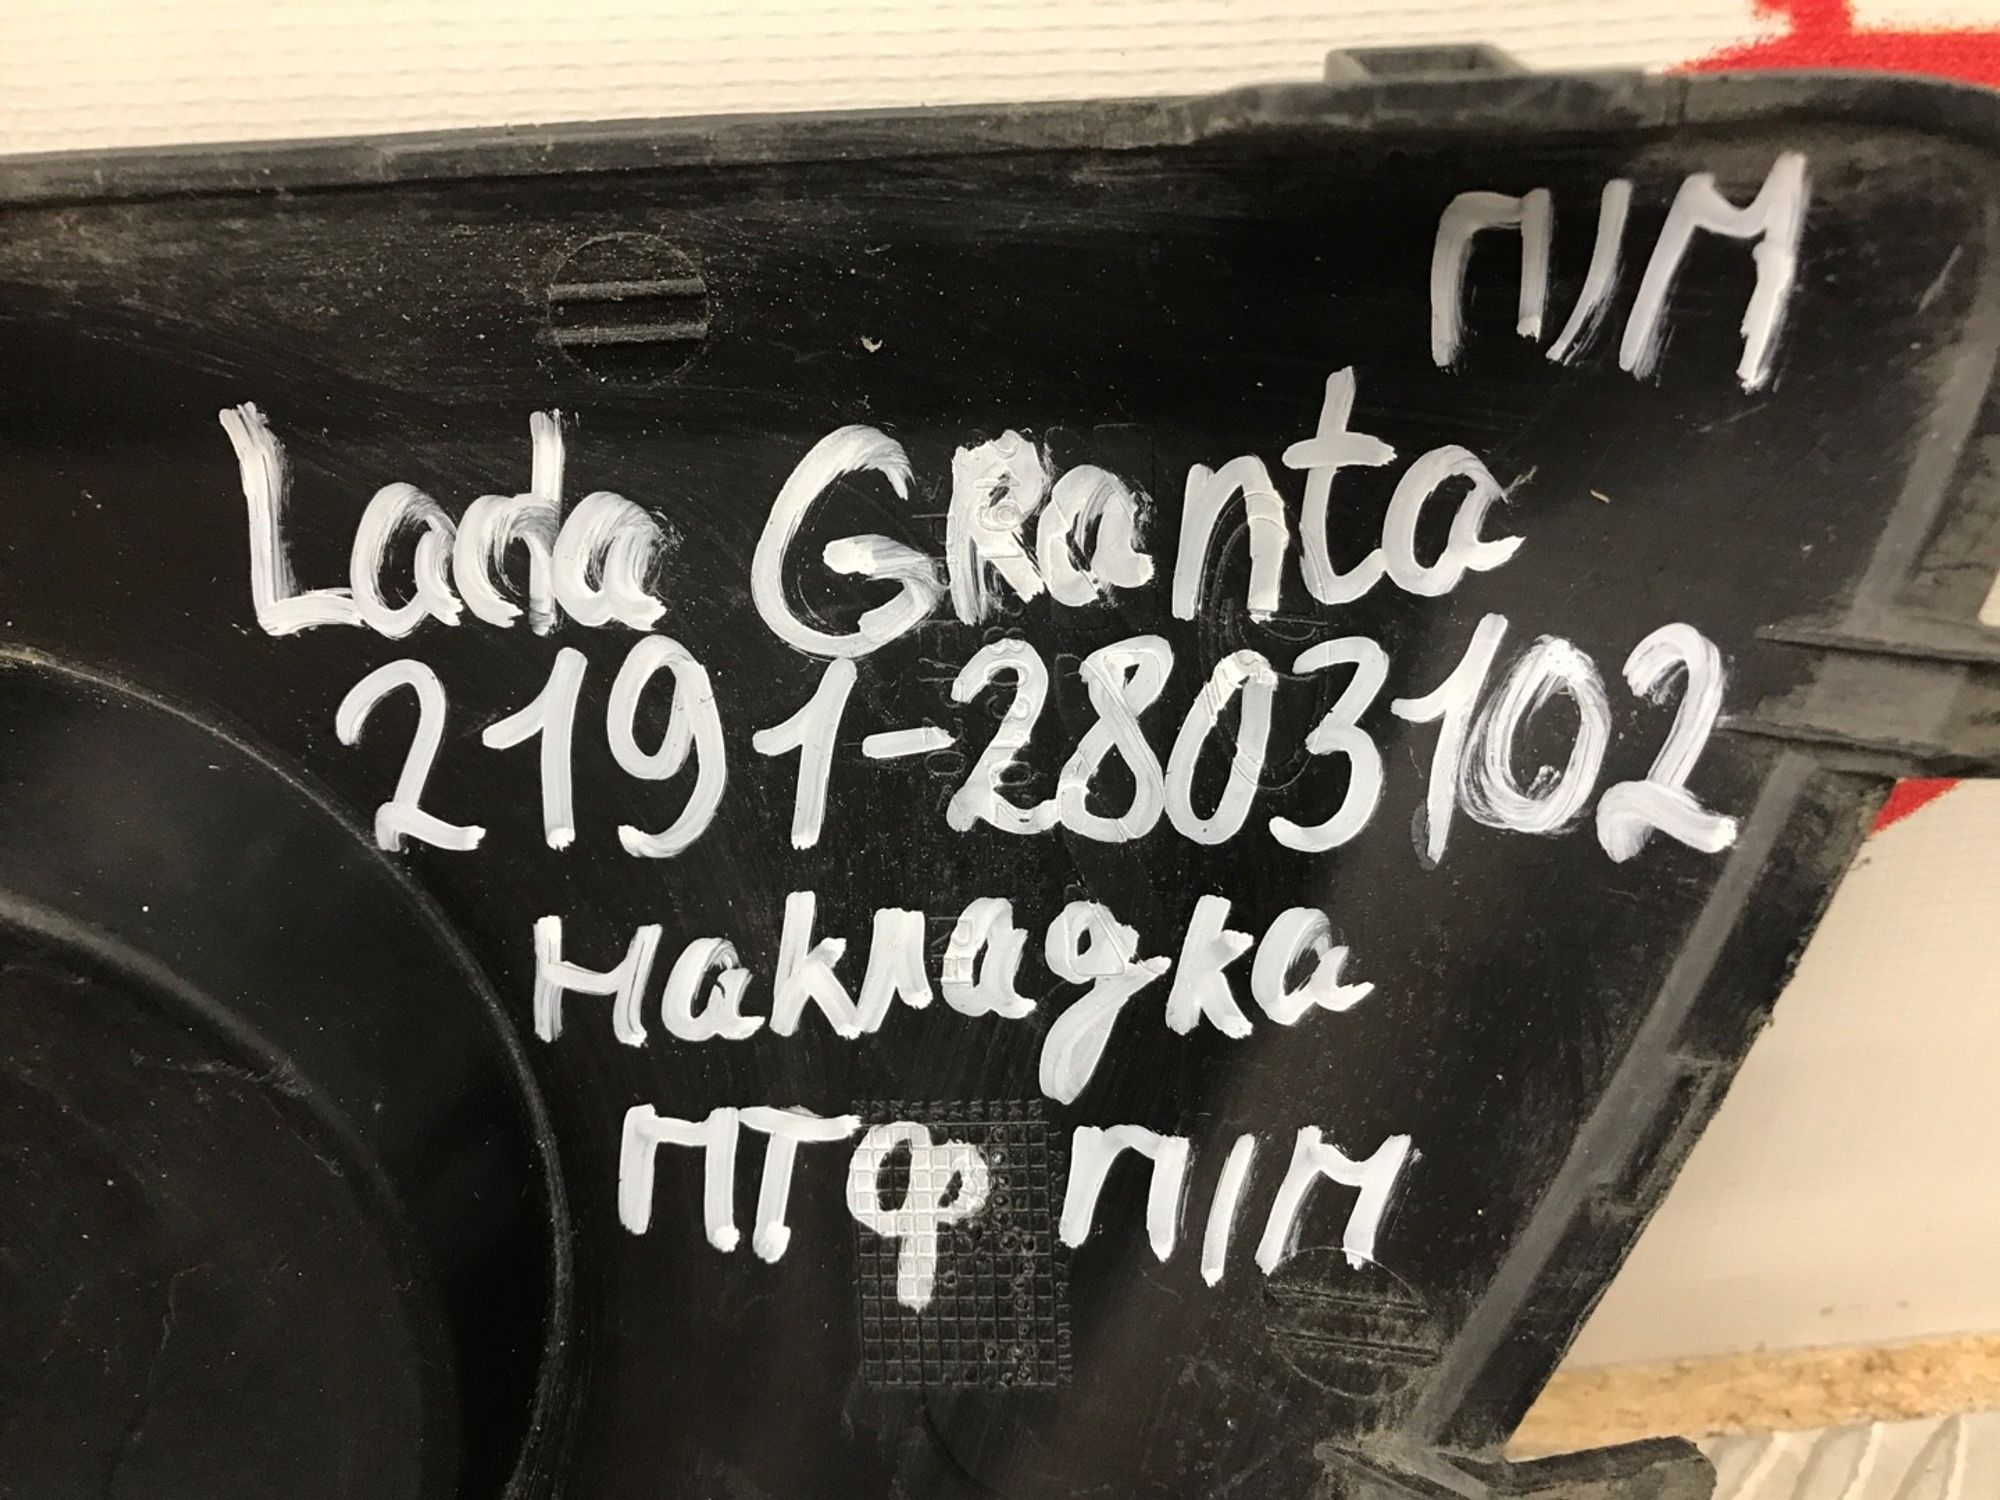 П/М
Lada GRanta
2191-2803102
Накладка
ПТФ П/М